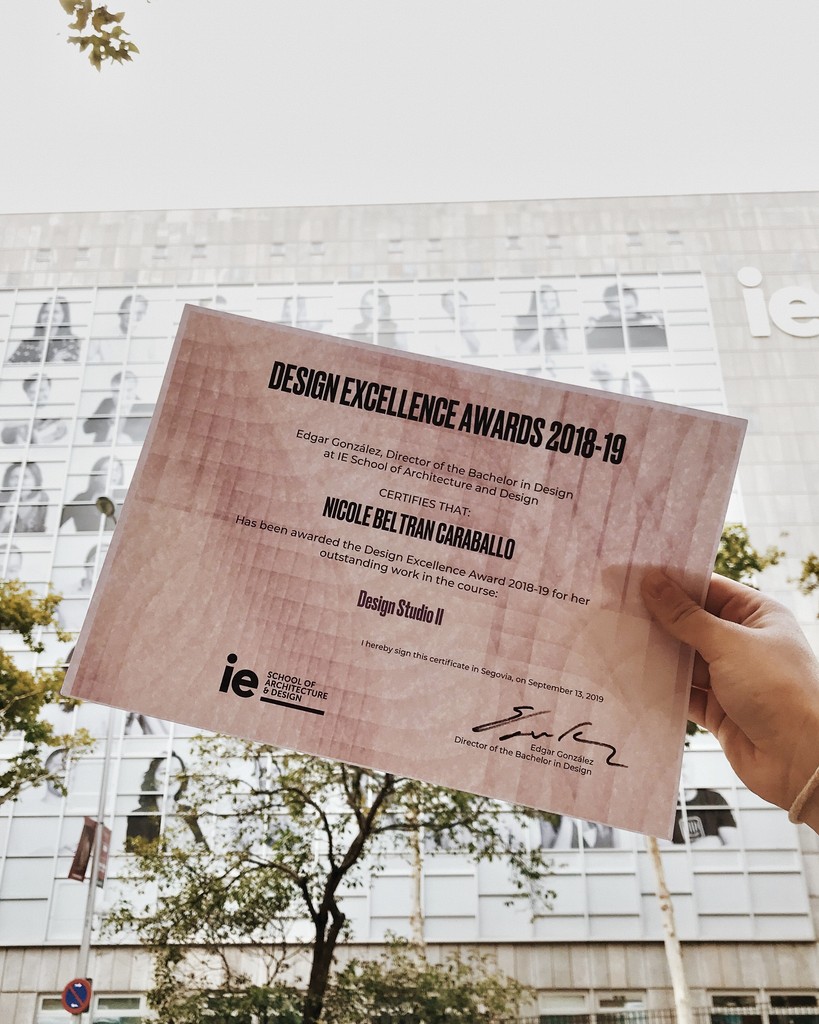 ie
DESIGN EXCELLENCE AWARDS 2018-19
Edgar González, Director of the Bachelor in Design
at IE School of Architecture and Design
CERTIFIES THAT:
NICOLE BELTRAN CARABALLO
Has been awarded the Design Excellence Award 2018-19 for her
outstanding work in the course:
Design Studio II
I hereby sign this certificate in Segovia, on September 13, 2019
ie
SCHOOL OF
ARCHITECTURE
& DESIGN
Edgar González
Director of the Bachelor in Design